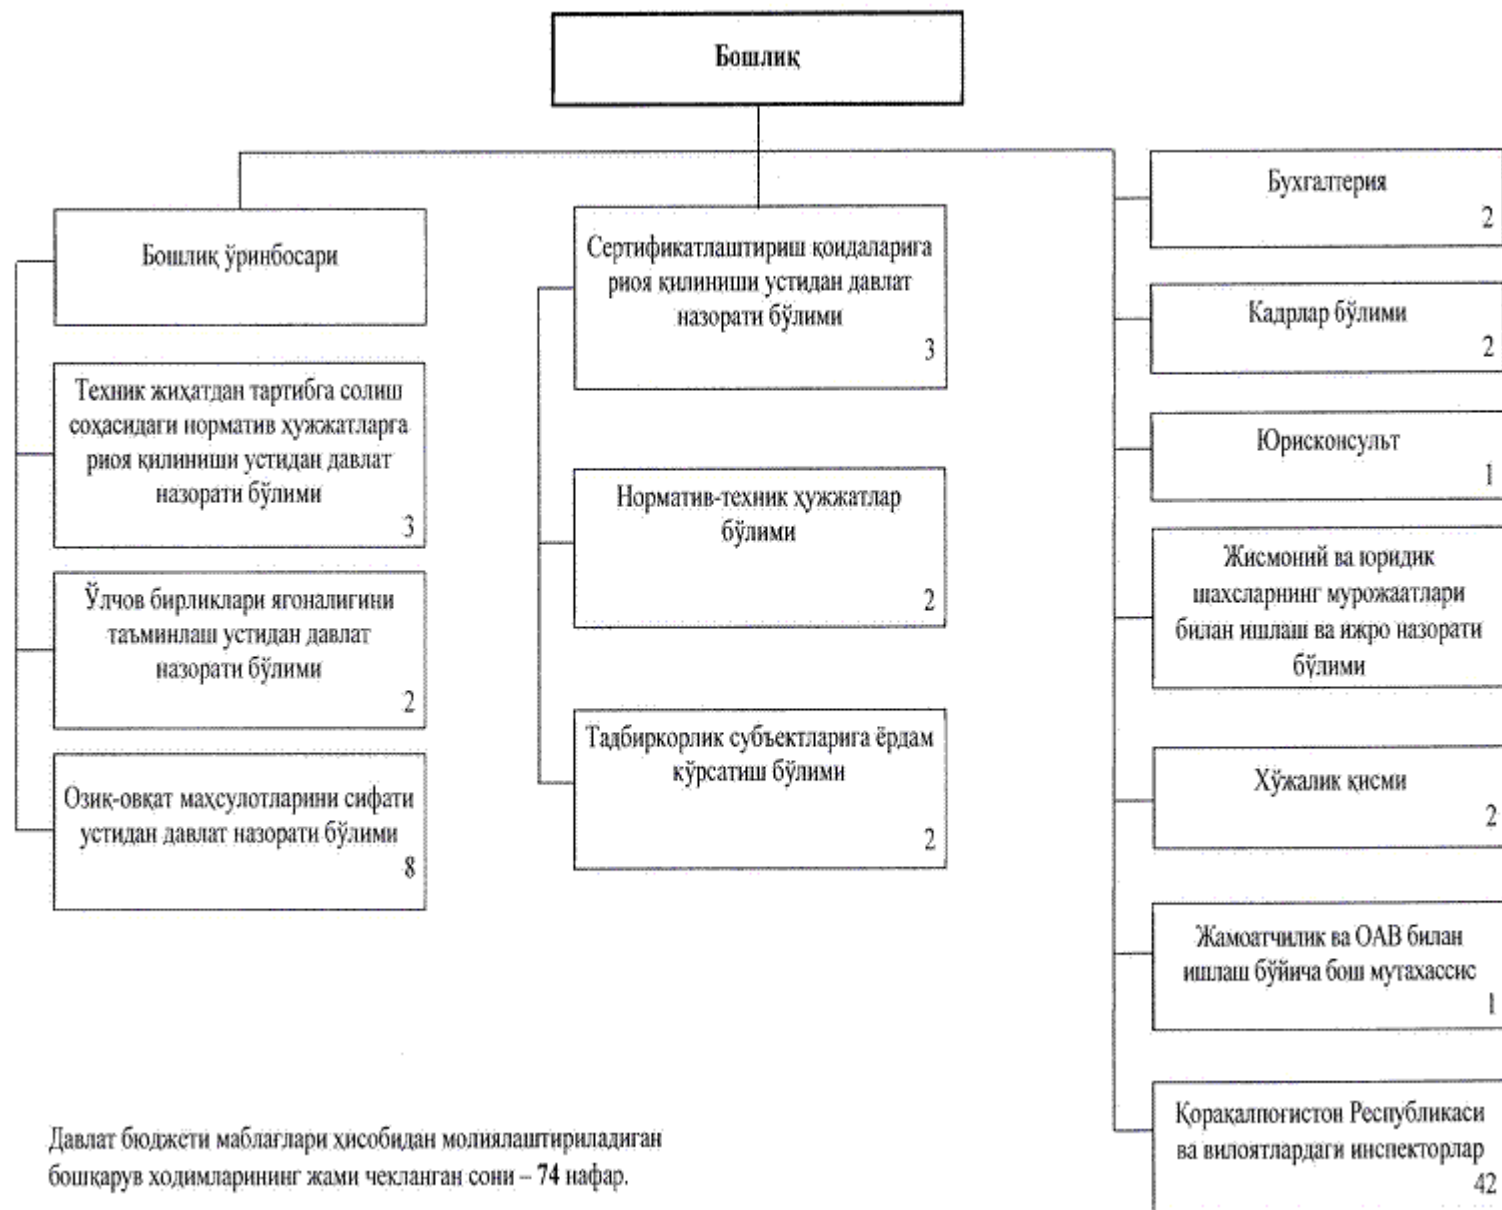 Бошлиқ
Бошлиқ ўринбосари
Техник жиҳатдан тартибга солиш
соҳасидаги норматив ҳужжатларга
риоя қилиниши устидан давлат
назорати бўлими
3
Ўлчов бирликлари ягоналигини
таъминлаш устидан давлат
назорати бўлими
2
Озиқ-овқат маҳсулотларини сифати
устидан давлат назорати бўлими
8
Сертификатлаштириш қоидаларига
риоя қилиниши устидан давлат
назорати бўлими
3
Норматив-техник ҳужжатлар
бўлими
2
Тадбиркорлик субъектларига ёрдам
кўрсатиш бўлими
2
Бухгалтерия
2
Кадрлар бўлими
2
Юрисконсульт
1
Жисмоний ва юридик
шахсларнинг мурожаатлари
билан ишлаш ва ижро назорати
бўлими
Хўжалик қисми
2
Жамоатчилик ва ОАВ билан
ишлаш бўйича бош мутахассис
1
Қорақалпоғистон Республикаси
ва вилоятлардаги инспекторлар
42
Давлат бюджети маблағлари ҳисобидан молиялаштириладиган
бошқарув ходимларининг жами чекланган сони – 74 нафар.